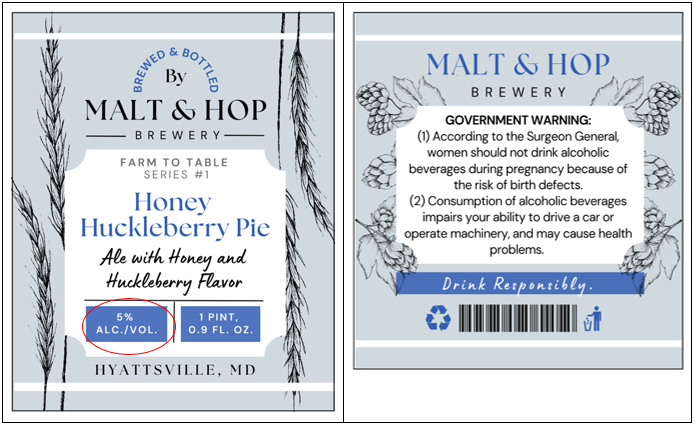 BREWED & BOTTLED
By
MALT & HOP
BREWERY
FARM TO TABLE
SERIES #1
Honey
Huckleberry Pie
Ale with Honey and
Huckleberry Flavor
5%
ALC./VOL.
1 PINT,
0.9 FL. OZ.
HYATTSVILLE, MD
MALT & HOP
BREWERY
GOVERNMENT WARNING:
(1) According to the Surgeon General,
women should not drink alcoholic
beverages during pregnancy because of
the risk of birth defects.
(2) Consumption of alcoholic beverages
impairs your ability to drive a car or
operate machinery, and may cause health
problems.
Drink Responsibly.